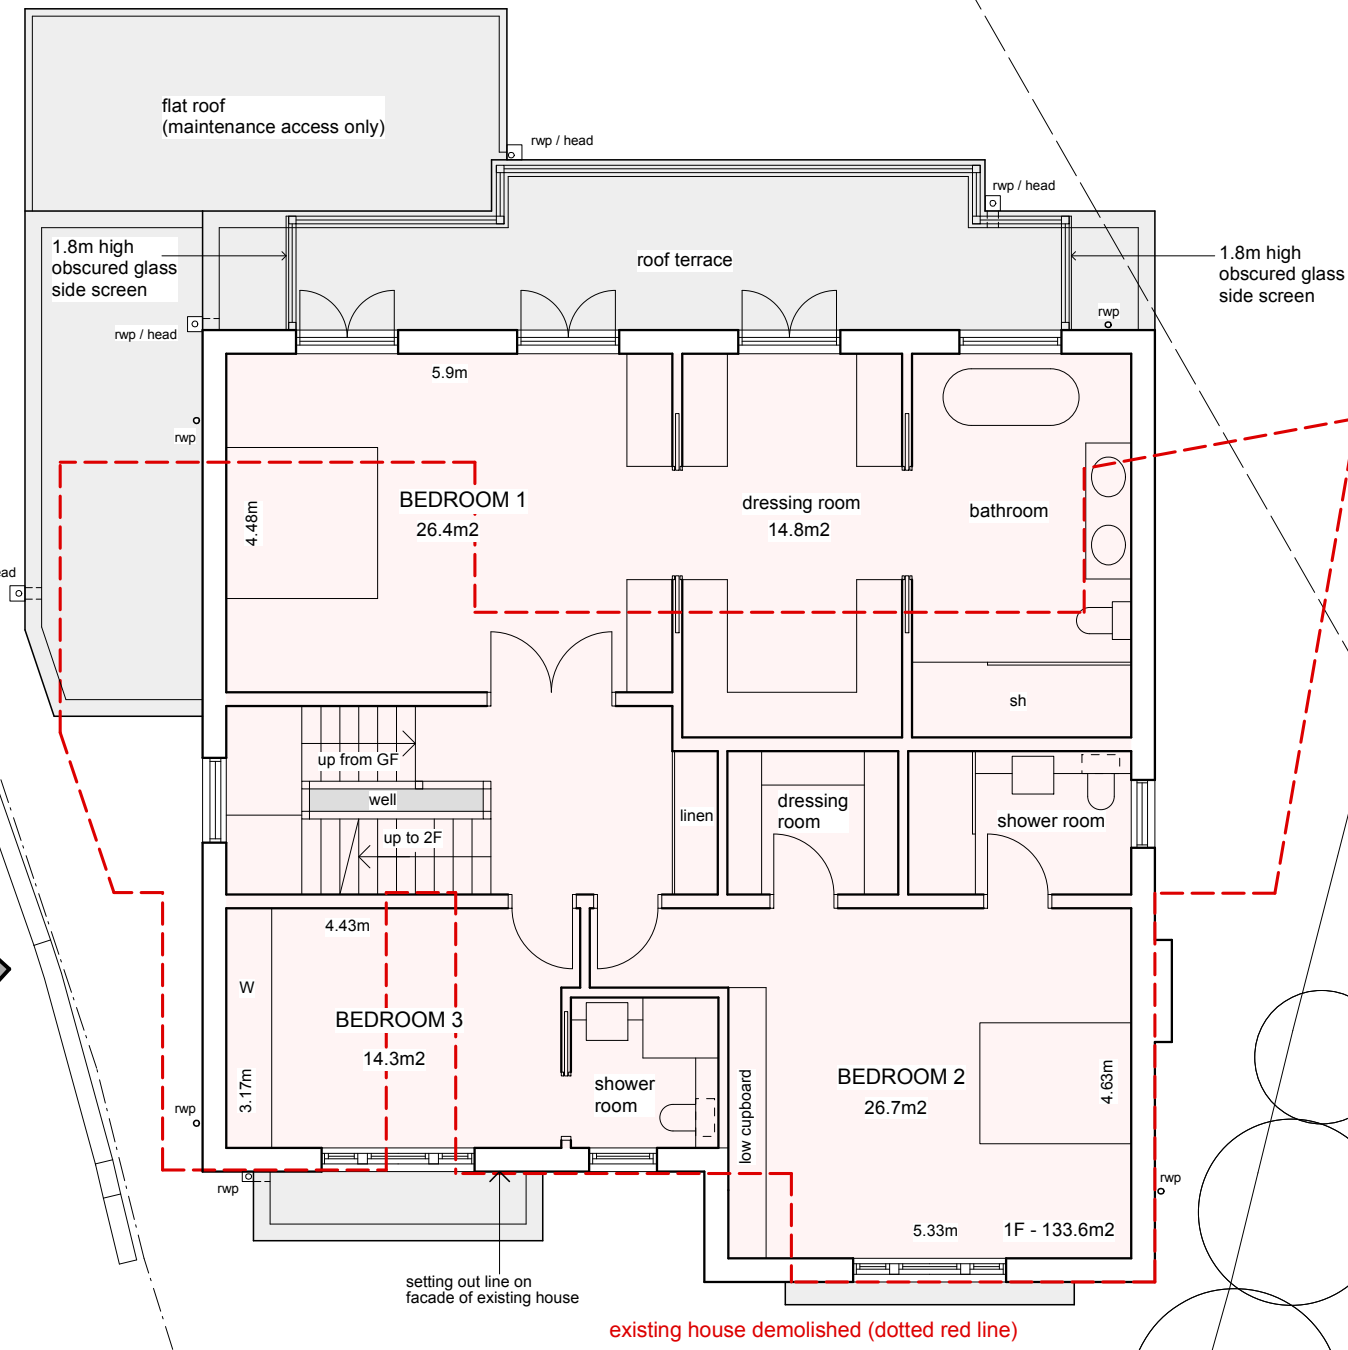 flat roof
(maintenance access only)
rwp / head
rwp / head
1.8m high
obscured glass
side screen
roof terrace
1.8m high
obscured glass
side screen
rwp
rwp / head
5.9m
rwp
BEDROOM 1
26.4m2
4.48m
dressing room
14.8m2
bathroom
ead
sh
up from GF
well
up to 2F
linen
dressing
room
shower room
4.43m
W
BEDROOM 3
14.3m2
3.17m
shower
room
low cupboard
BEDROOM 2
26.7m2
4.63m
rwp
rwp
rwp
5.33m
1F - 133.6m2
setting out line on
facade of existing house
existing house demolished (dotted red line)